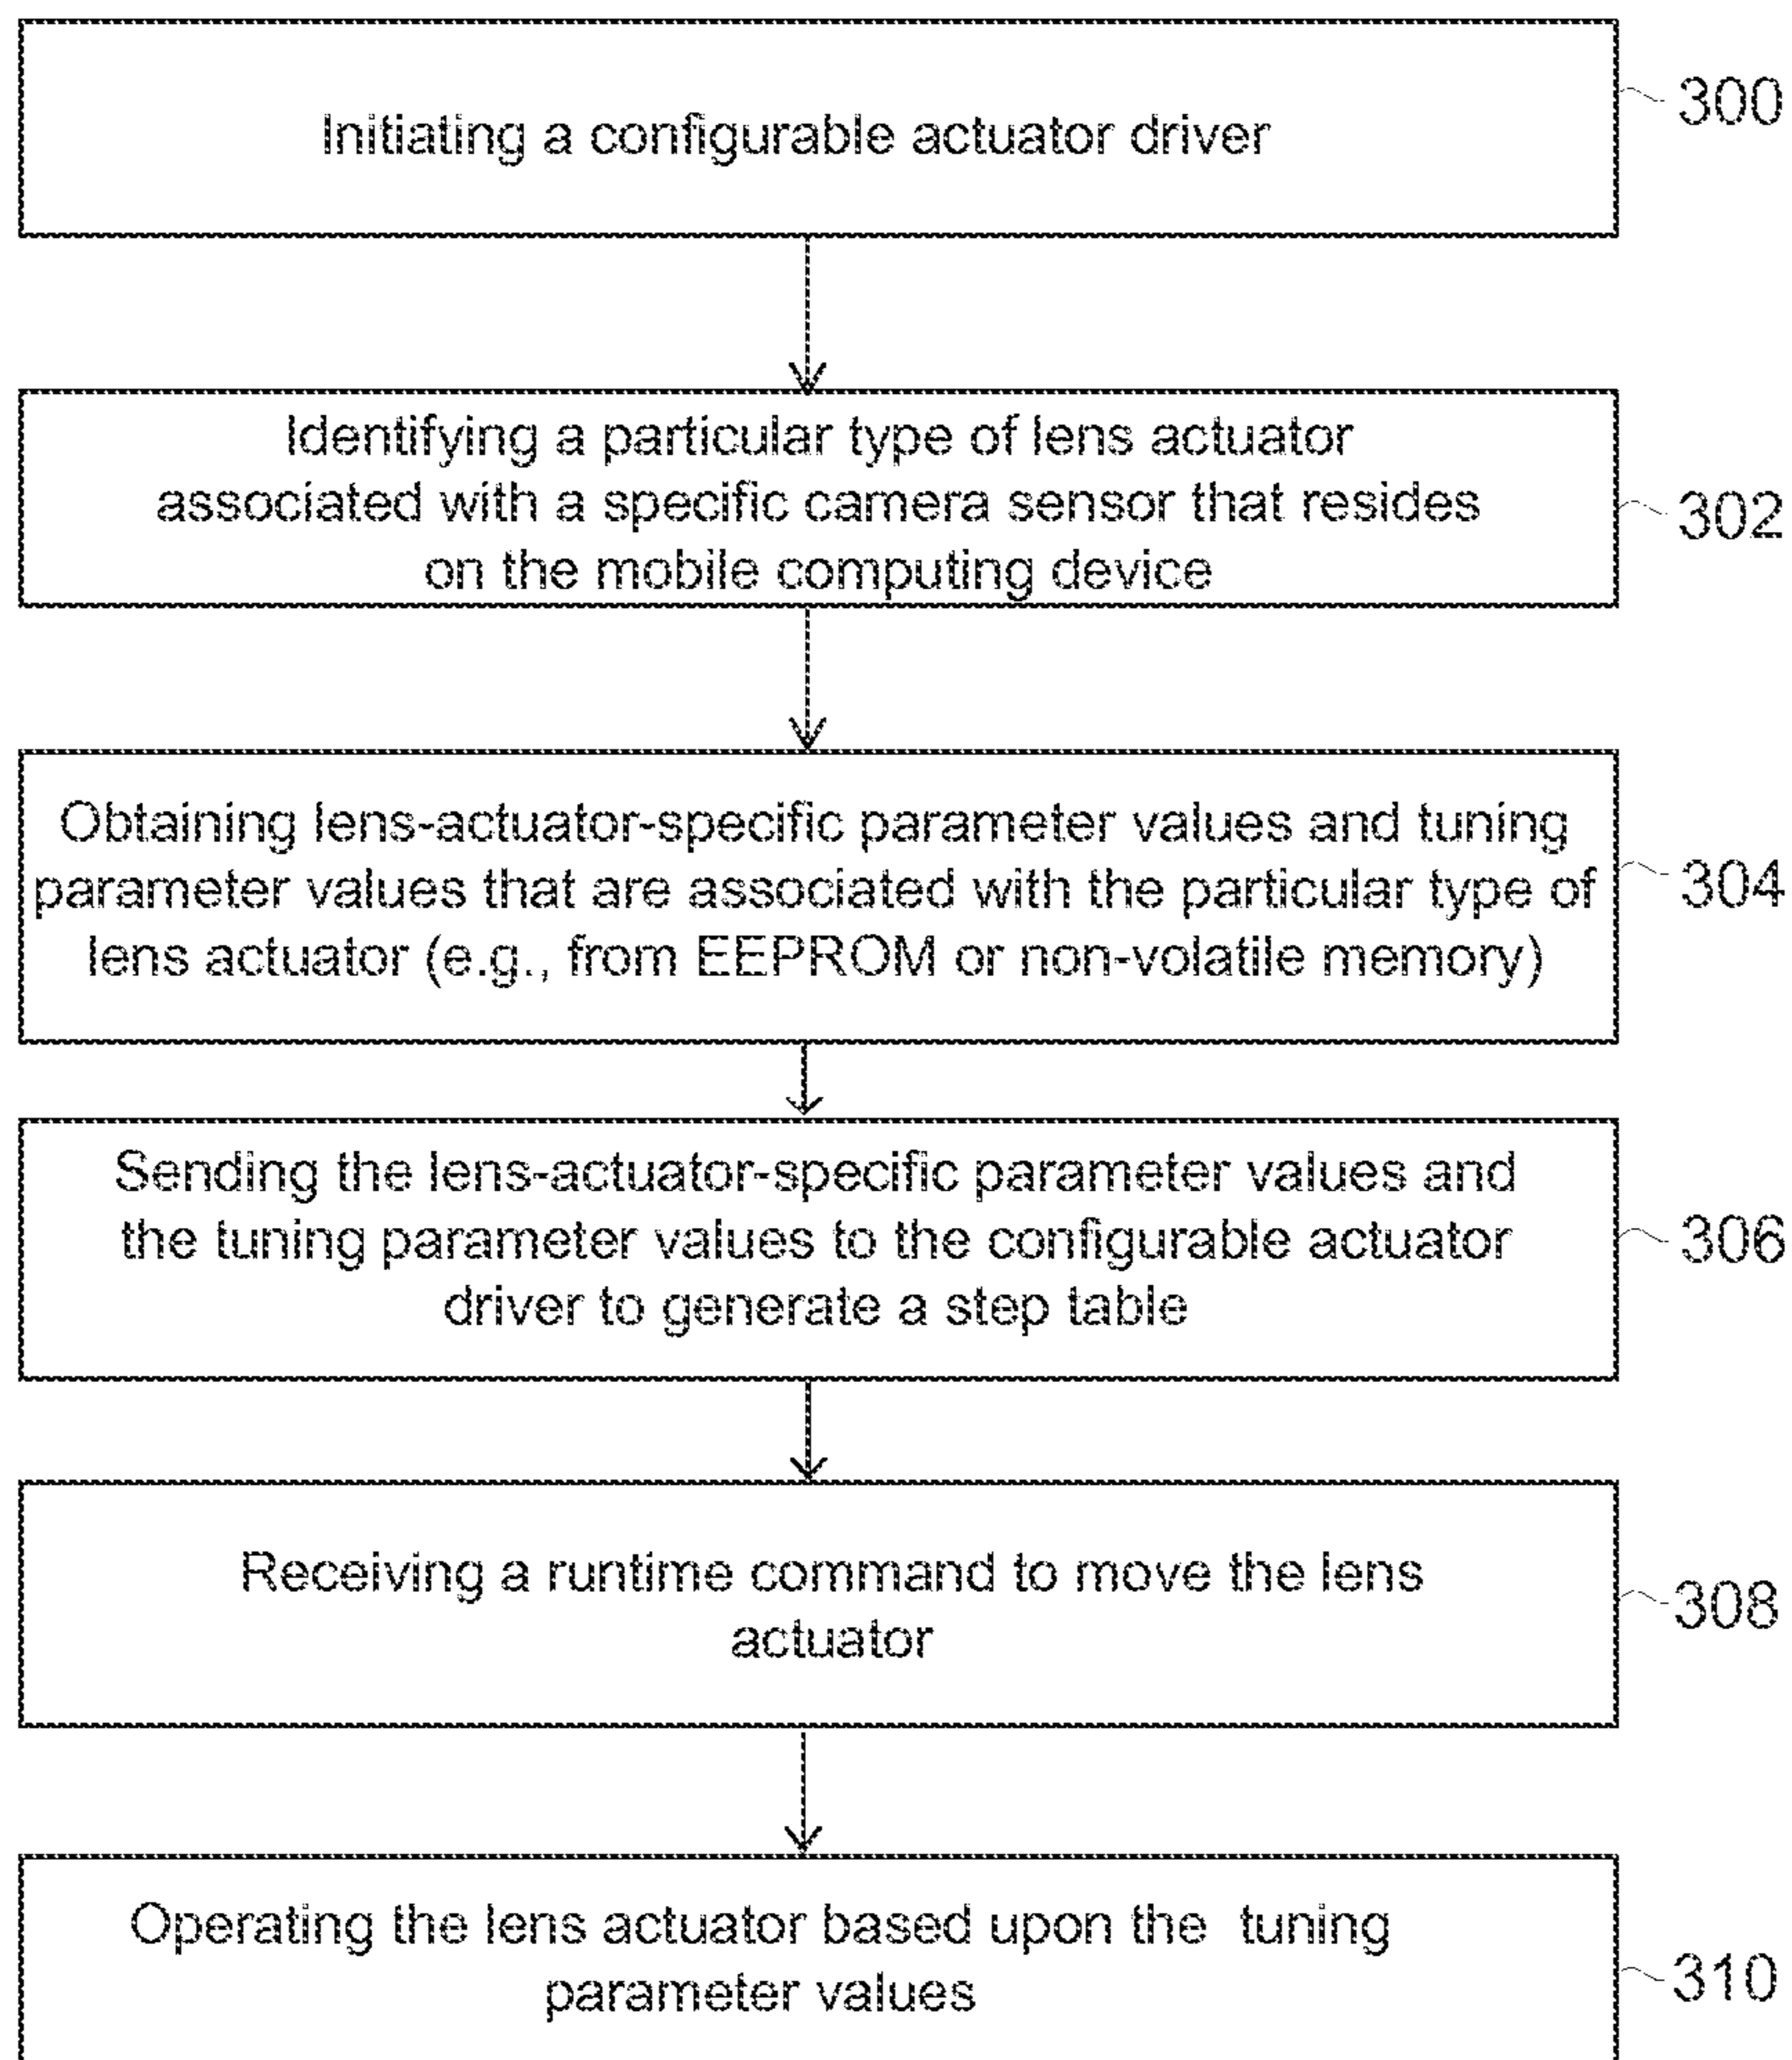 Initiating a configurable actuator driver
300
Identifying a particular type of lens actuator
associated with a specific camera sensor that resides
on the mobile computing device
302
Obtaining lens-actuator-specific parameter values and tuning
parameter values that are associated with the particular type of
lens actuator (e.g., from EEPROM or non-volatile memory)
304
Sending the lens-actuator-specific parameter values and
the tuning parameter values to the configurable actuator
driver to generate a step table
306
Receiving a runtime command to move the lens
actuator
308
Operating the lens actuator based upon the tuning
parameter values
310